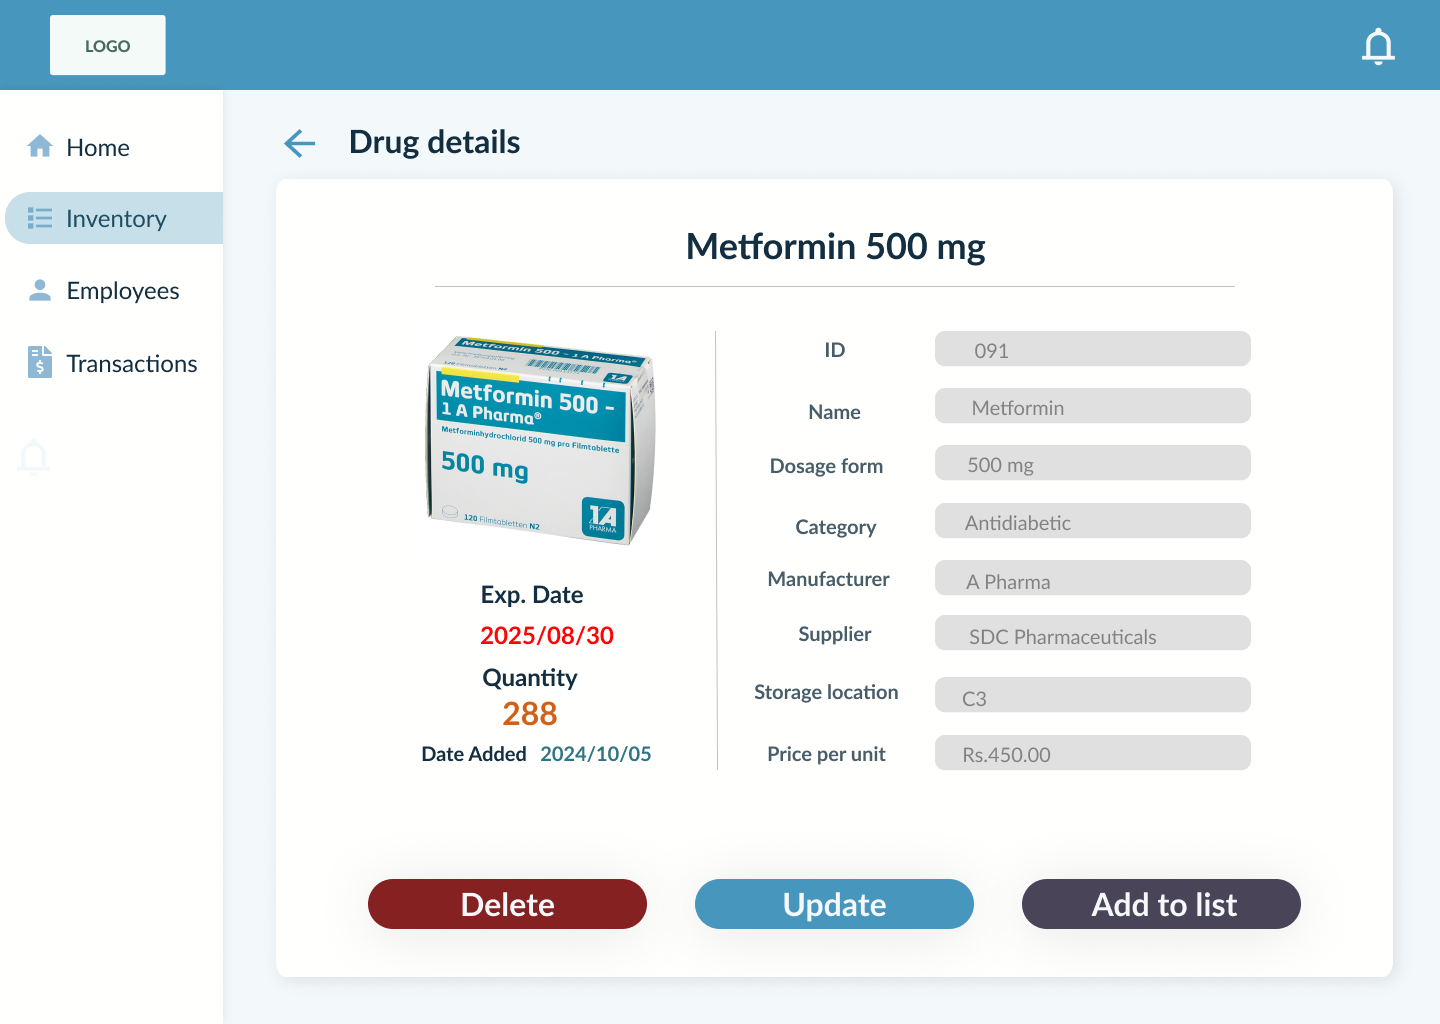 LOGO
Home
Inventory
Employees
Transactions
Drug details
Metformin 500 mg
Metformin 500 - 1 A Pharma®
Metformin 500 -
1 A Pharma®
Metforminhydrochlorid 500 mg pro Filmtablette
500 mg
120 Filmtabletten N2
1A
PHARMA
Exp. Date
2025/08/30
Quantity
288
Date Added 2024/10/05
ID 091
Name Metformin
Dosage form 500 mg
Category Antidiabetic
Manufacturer A Pharma
Supplier SDC Pharmaceuticals
Storage location C3
Price per unit Rs.450.00
Delete
Update
Add to list